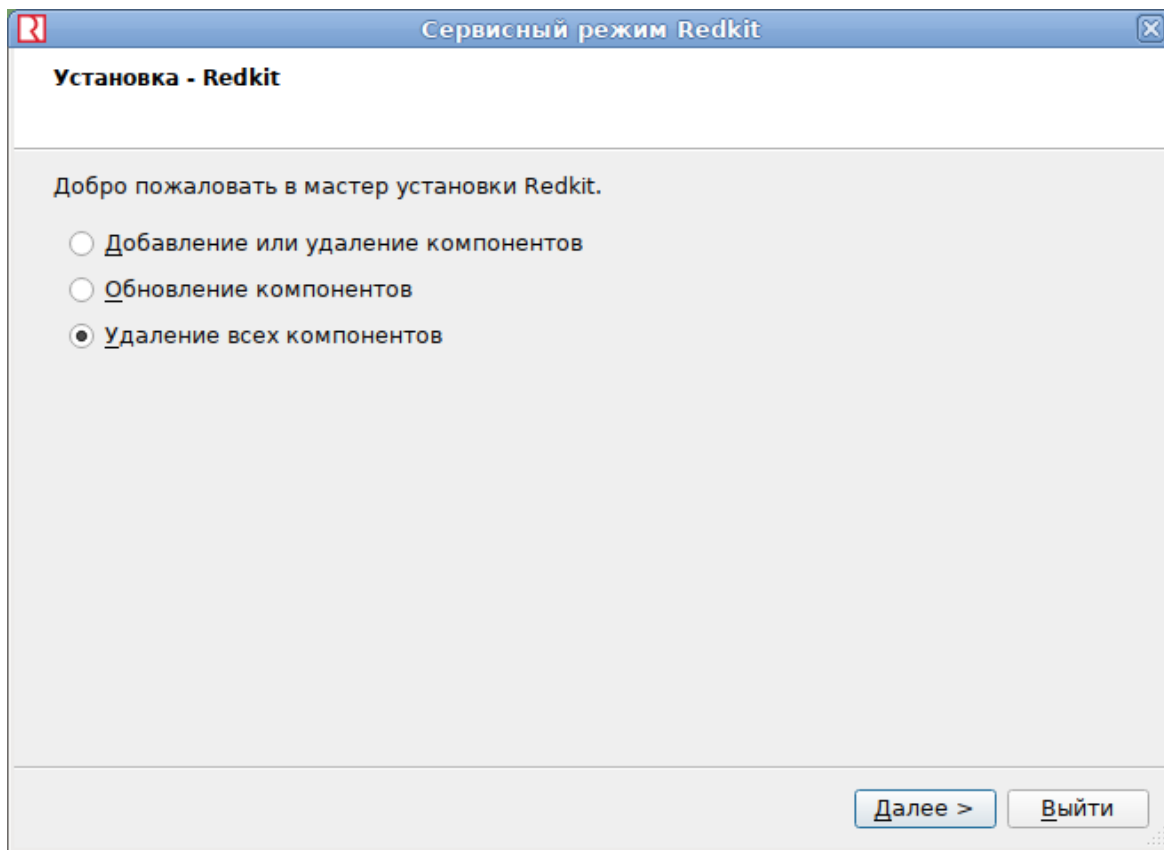 Сервисный режим Redkit
Установка - Redkit
Добро пожаловать в мастер установки Redkit.
Добавление или удаление компонентов
Обновление компонентов
Удаление всех компонентов
Далее >
Выйти